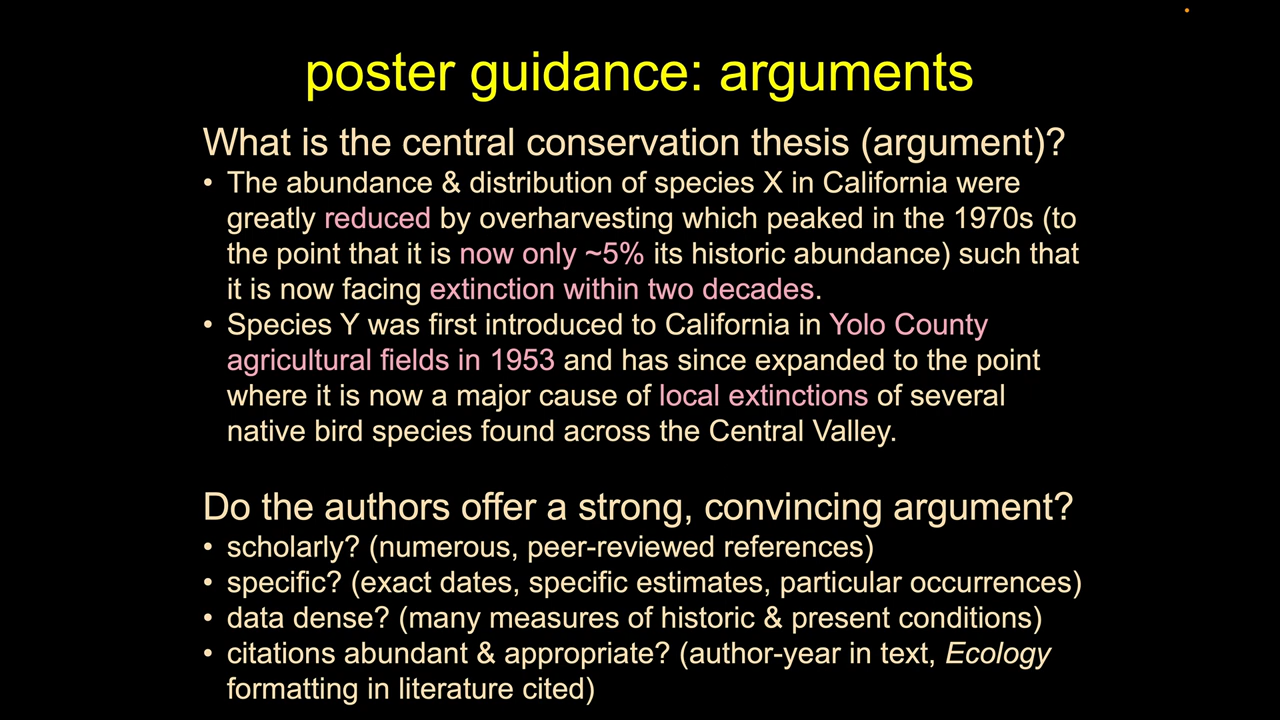 poster guidance: arguments
What is the central conservation thesis (argument)?
• The abundance & distribution of species X in California were
greatly reduced by overharvesting which peaked in the 1970s (to
the point that it is now only ~5% its historic abundance) such that
it is now facing extinction within two decades.
• Species Y was first introduced to California in Yolo County
agricultural fields in 1953 and has since expanded to the point
where it is now a major cause of local extinctions of several
native bird species found across the Central Valley.
Do the authors offer a strong, convincing argument?
• scholarly? (numerous, peer-reviewed references)
• specific? (exact dates, specific estimates, particular occurrences)
• data dense? (many measures of historic & present conditions)
• citations abundant & appropriate? (author-year in text, Ecology
formatting in literature cited)